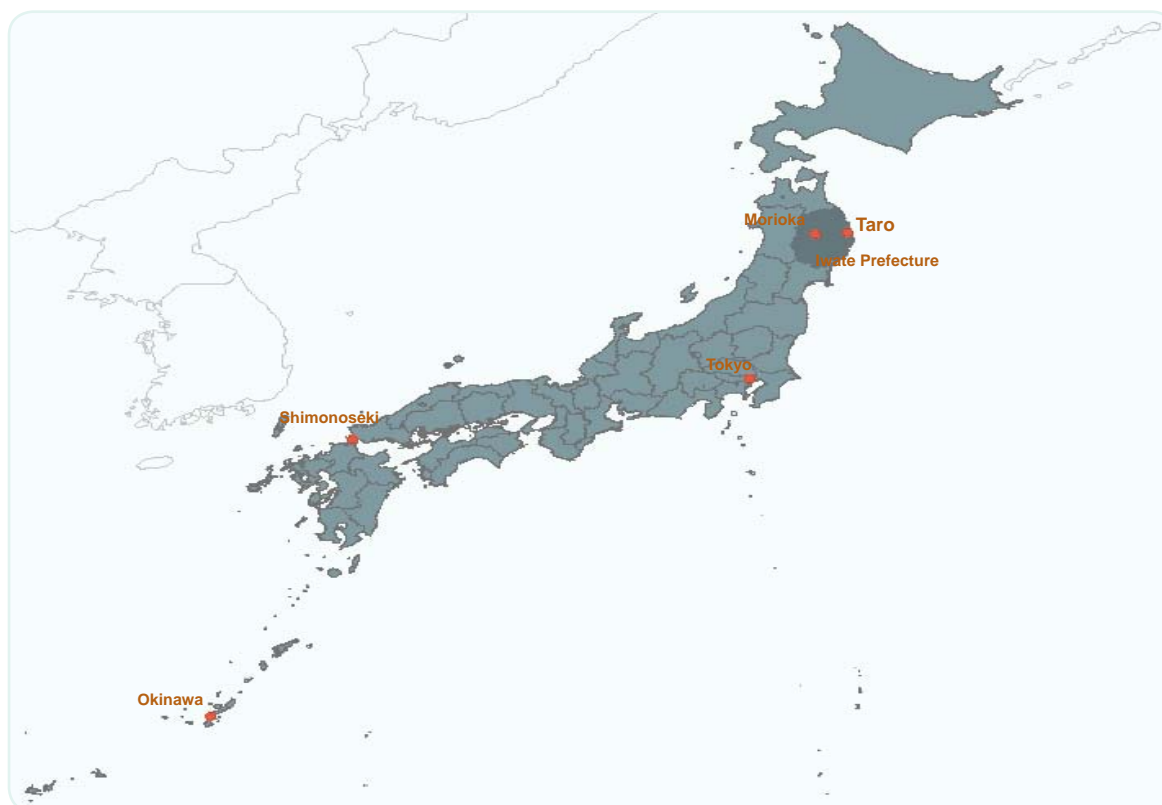 Morioka
Taro
Iwate Prefecture
Tokyo
Shimonoseki
Okinawa